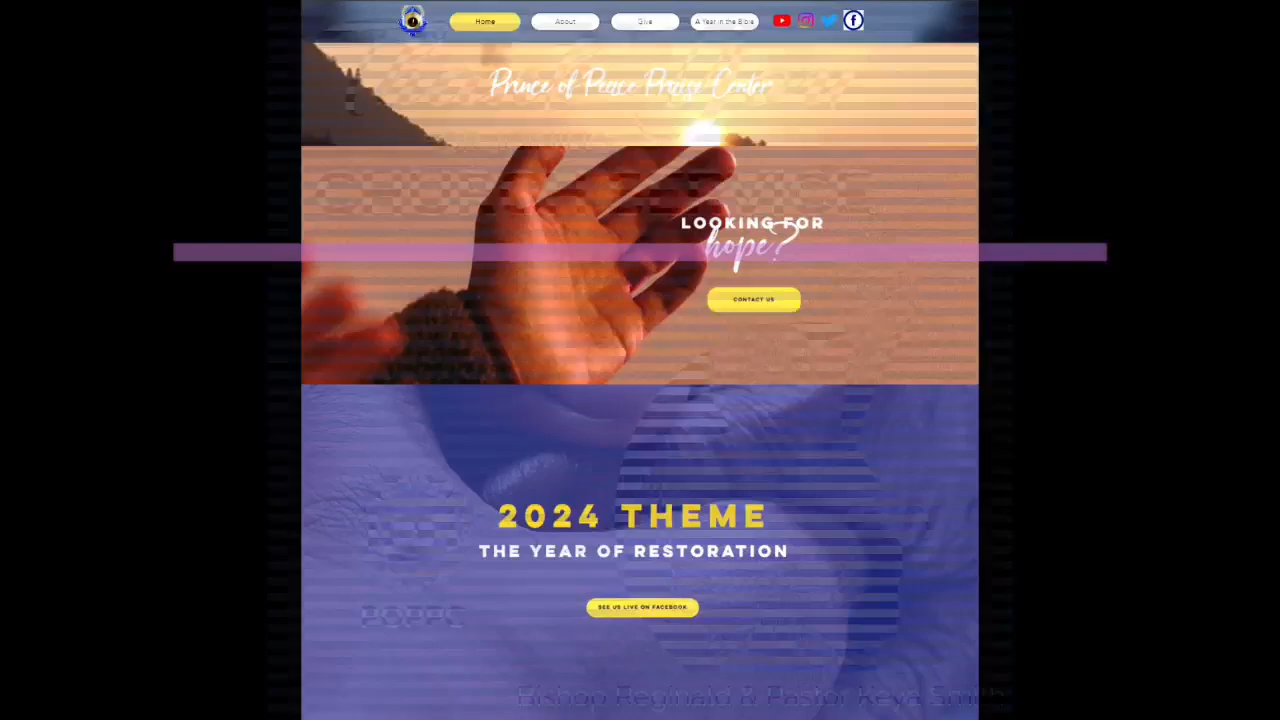 Home
About
Give
A Year in the Bible
Prince of Peace Praise Center
CHURCH
LOOKING FOR
hope?
CONTACT US
2024 THEME
THE YEAR OF RESTORATION
SEE US LIVE ON FACEBOOK
POPPC
Bishop Reginald & Pastor Keya Smith